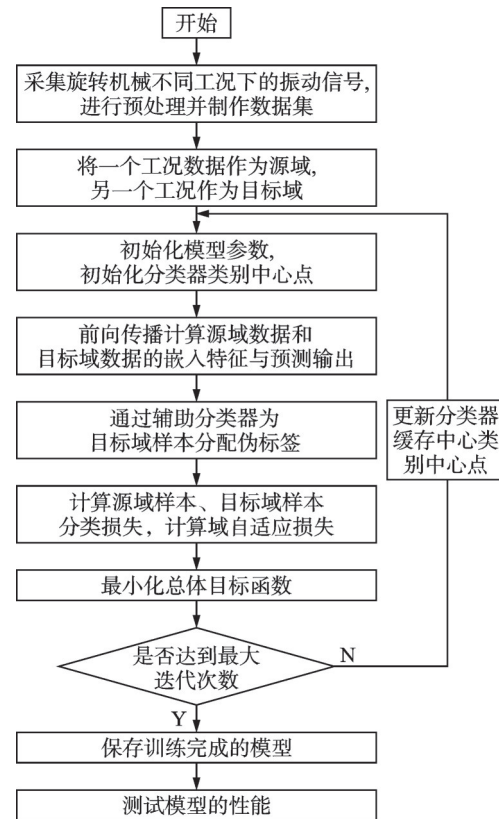 开始
采集旋转机械不同工况下的振动信号,
进行预处理并制作数据集
将一个工况数据作为源域,
另一个工况作为目标域
初始化模型参数,
初始化分类器类别中心点
前向传播计算源域数据和
目标域数据的嵌入特征与预测输出
通过辅助分类器为
目标域样本分配伪标签
更新分类器
缓存中心类
别中心点
计算源域样本、目标域样本
分类损失，计算域自适应损失
最小化总体目标函数
是否达到最大
迭代次数
N
Y
保存训练完成的模型
测试模型的性能